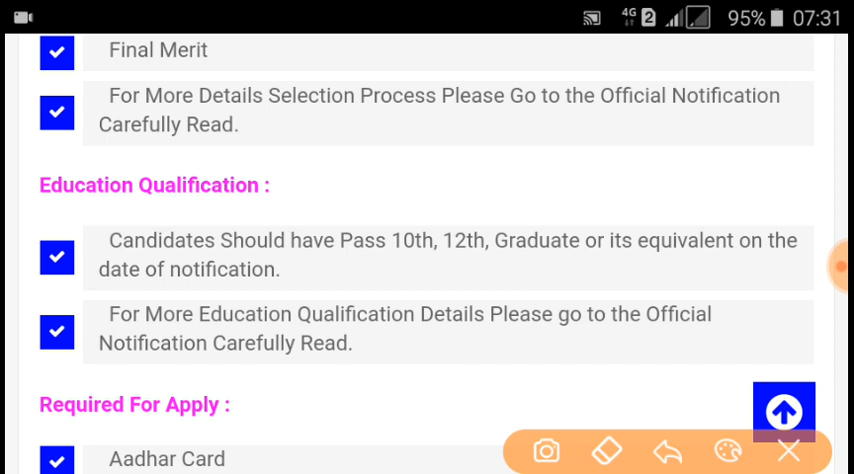 4G 2 95% 07:31
Final Merit
For More Details Selection Process Please Go to the Official Notification
Carefully Read.
Education Qualification :
Candidates Should have Pass 10th, 12th, Graduate or its equivalent on the
date of notification.
For More Education Qualification Details Please go to the Official
Notification Carefully Read.
Required For Apply :
Aadhar Card